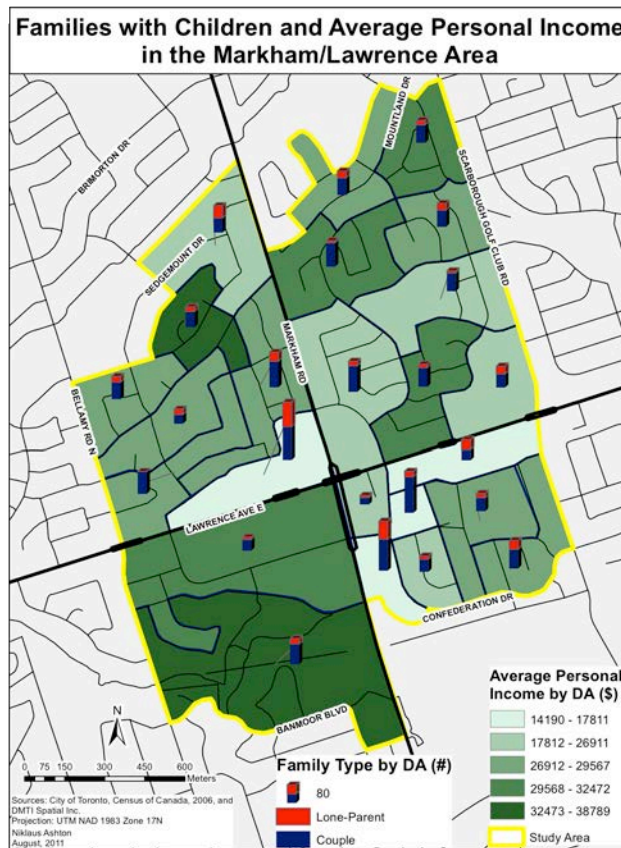 Families with Children and Average Personal Income
in the Markham/Lawrence Area
MOUNTLAND DR
BRIMORTON DR
SCARBOROUGH GOLF CLUB RD
SEDGEMOUNT DR
MARKHAM RD
BELLAMY RD N
LAWRENCE AVE E
CONFEDERATION DR
BANMOOR BLVD
N
0 75 150 300 450 600
Meters
Sources: City of Toronto, Census of Canada, 2006, and
DMTI Spatial Inc.
Projection: UTM NAD 1983 Zone 17N
Niklaus Ashton
August, 2011
Family Type by DA (#)
80
Lone-Parent
Couple
Average Personal
Income by DA ($)
14190 - 17811
17812 - 26911
26912 - 29567
29568 - 32472
32473 - 38789
Study Area